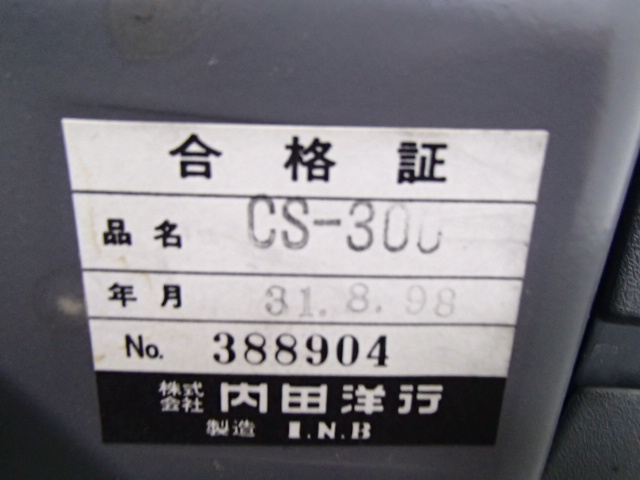 合格証
品名 CS-300
年月 31.8.98
No. 388904
株式会社 内田洋行
製造 I.N.B